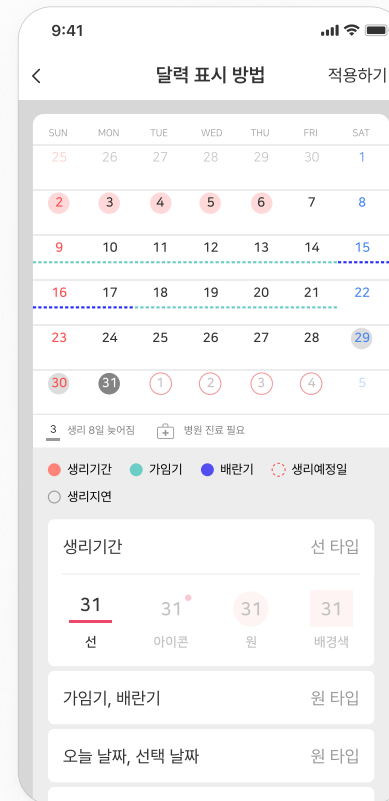 9:41
달력 표시 방법 적용하기
SUN MON TUE WED THU FRI SAT
25 26 27 28 29 30 1
2 3 4 5 6 7 8
9 10 11 12 13 14 15
16 17 18 19 20 21 22
23 24 25 26 27 28 29
30 31 1 2 3 4 5
3 생리 8일 늦어짐 병원 진료 필요
생리기간 가임기 배란기 생리예정일
생리지연
생리기간 선 타입
31 31 31 31
선 아이콘 원 배경색
가임기, 배란기 원 타입
오늘 날짜, 선택 날짜 원 타입